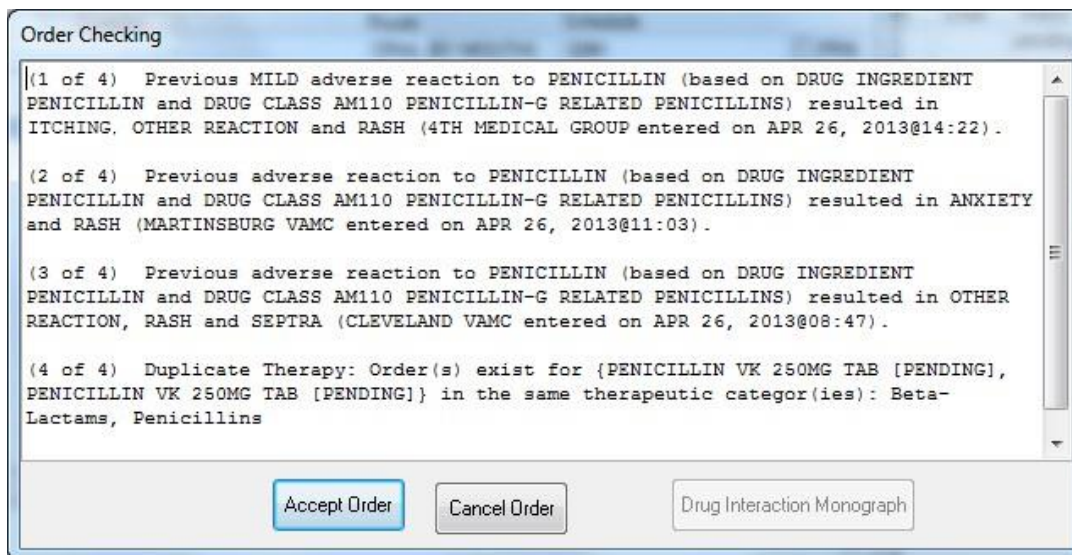 Order Checking
(1 of 4)  Previous MILD adverse reaction to PENICILLIN (based on DRUG INGREDIENT
PENICILLIN and DRUG CLASS AM110 PENICILLIN-G RELATED PENICILLINS) resulted in
ITCHING, OTHER REACTION and RASH (4TH MEDICAL GROUP entered on APR 26, 2013@14:22).
(2 of 4)  Previous adverse reaction to PENICILLIN (based on DRUG INGREDIENT
PENICILLIN and DRUG CLASS AM110 PENICILLIN-G RELATED PENICILLINS) resulted in ANXIETY
and RASH (MARTINSBURG VAMC entered on APR 26, 2013@11:03).
(3 of 4)  Previous adverse reaction to PENICILLIN (based on DRUG INGREDIENT
PENICILLIN and DRUG CLASS AM110 PENICILLIN-G RELATED PENICILLINS) resulted in OTHER
REACTION, RASH and SEPTRA (CLEVELAND VAMC entered on APR 26, 2013@08:47).
(4 of 4)  Duplicate Therapy: Order(s) exist for {PENICILLIN VK 250MG TAB [PENDING],
PENICILLIN VK 250MG TAB [PENDING]} in the same therapeutic categor(ies): Beta-
Lactams, Penicillins
Accept Order
Cancel Order
Drug Interaction Monograph